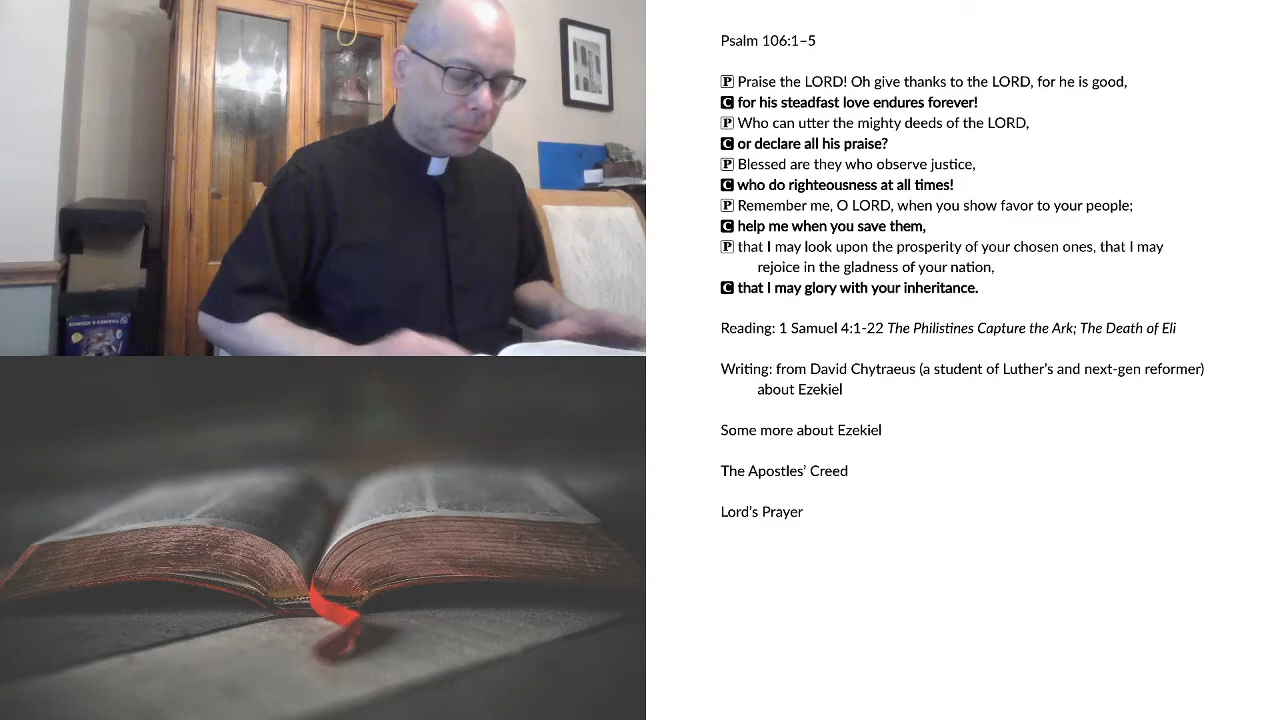 Psalm 106:1–5
P Praise the LORD! Oh give thanks to the LORD, for he is good,
C for his steadfast love endures forever!
P Who can utter the mighty deeds of the LORD,
C or declare all his praise?
P Blessed are they who observe justice,
C who do righteousness at all times!
P Remember me, O LORD, when you show favor to your people;
C help me when you save them,
P that I may look upon the prosperity of your chosen ones, that I may
rejoice in the gladness of your nation,
C that I may glory with your inheritance.
Reading: 1 Samuel 4:1-22 The Philistines Capture the Ark; The Death of Eli
Writing: from David Chytraeus (a student of Luther's and next-gen reformer)
about Ezekiel
Some more about Ezekiel
The Apostles' Creed
Lord's Prayer